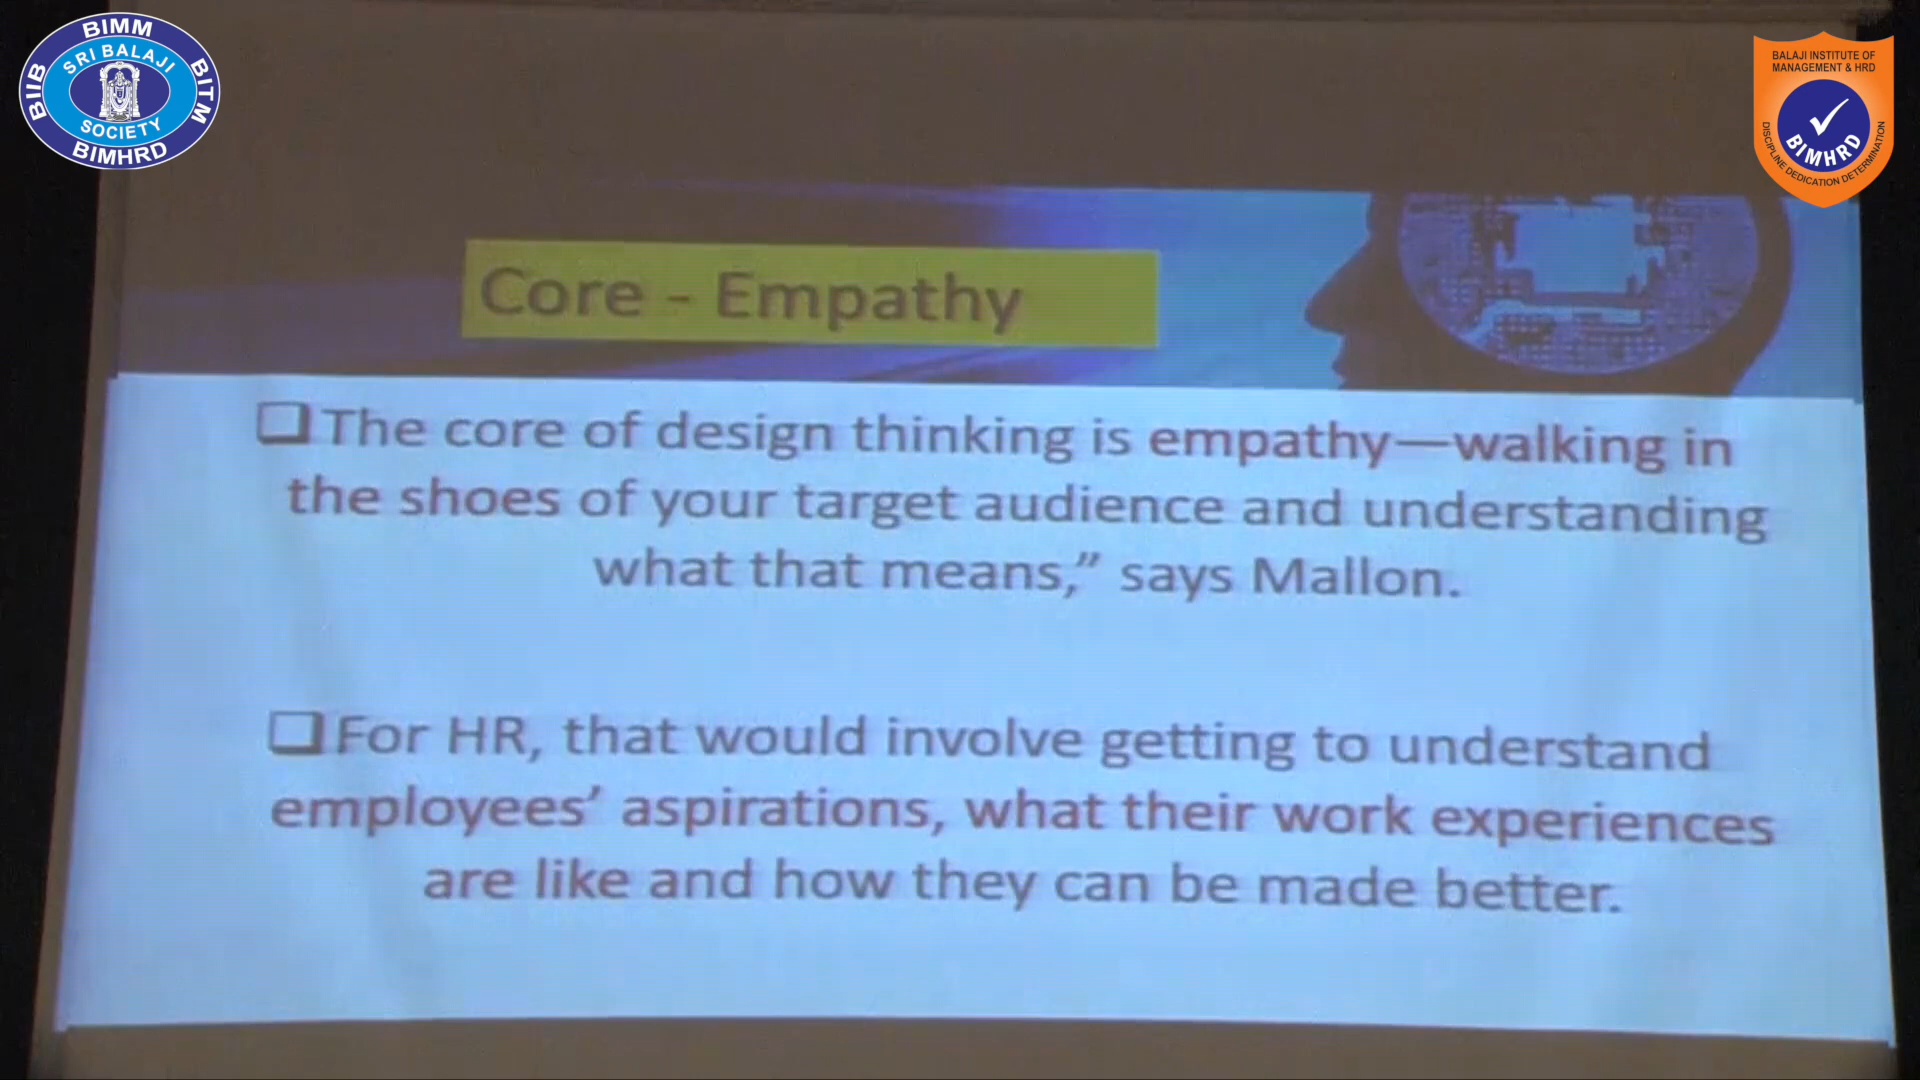 BIMM
SRI BALAJI
BIIB
BITM
SOCIETY
BIMHRD
BALAJI INSTITUTE OF
MANAGEMENT & HRD
BIMHRD
DISCIPLINE DEDICATION DETERMINATION
Core - Empathy
❑The core of design thinking is empathy—walking in
the shoes of your target audience and understanding
what that means,” says Mallon.
❑For HR, that would involve getting to understand
employees’ aspirations, what their work experiences
are like and how they can be made better.